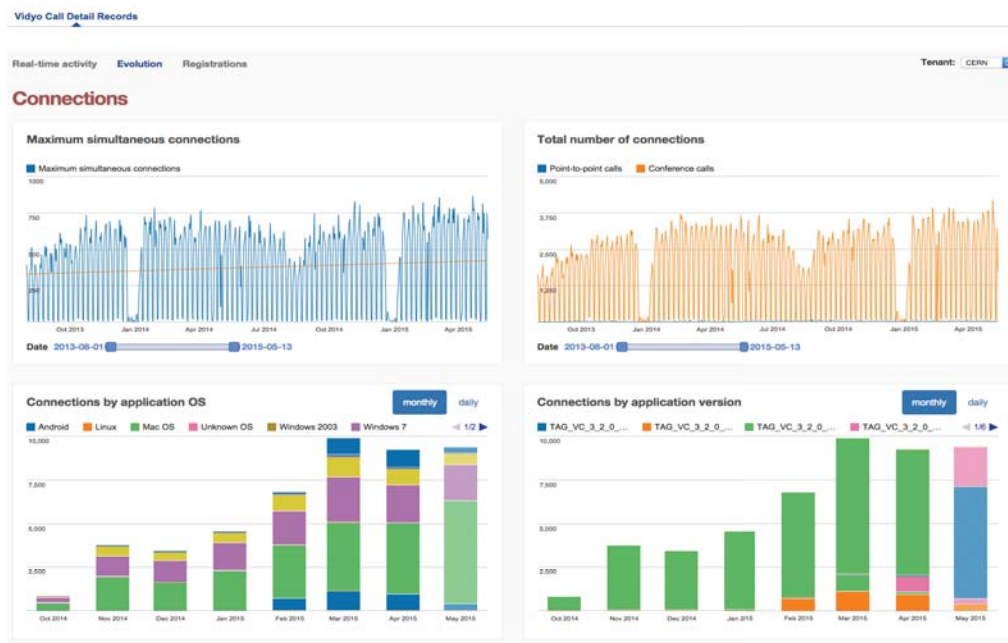 Vidyo Call Detail Records
Real-time activity Evolution Registrations Tenant: CERN
Connections
Maximum simultaneous connections
Maximum simultaneous connections
1000
750
500
250
Oct 2013 Jan 2014 Apr 2014 Jul 2014 Oct 2014 Jan 2015 Apr 2015
Date 2013-08-01 2015-05-13
Total number of connections
Point-to-point calls Conference calls
5,000
3,750
2,500
1,250
Oct 2013 Jan 2014 Apr 2014 Jul 2014 Oct 2014 Jan 2015 Apr 2015
Date 2013-08-01 2015-05-13
Connections by application OS monthly daily
Android Linux Mac OS Unknown OS Windows 2003 Windows 7 1/2
10,000
7,500
5,000
2,500
Oct 2014 Nov 2014 Dec 2014 Jan 2015 Feb 2015 Mar 2015 Apr 2015 May 2015
Connections by application version monthly daily
TAG_VC_3_2_0_... TAG_VC_3_2_0_... TAG_VC_3_2_0_... TAG_VC_3_2_0_... 1/6
10,000
7,500
5,000
2,500
Oct 2014 Nov 2014 Dec 2014 Jan 2015 Feb 2015 Mar 2015 Apr 2015 May 2015